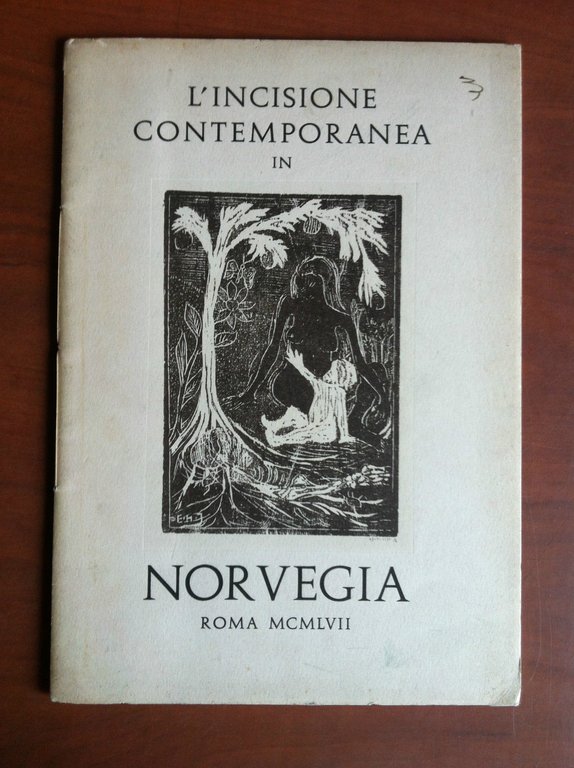 L'INCISIONE
CONTEMPORANEA
IN
NORVEGIA
ROMA MCMLVII